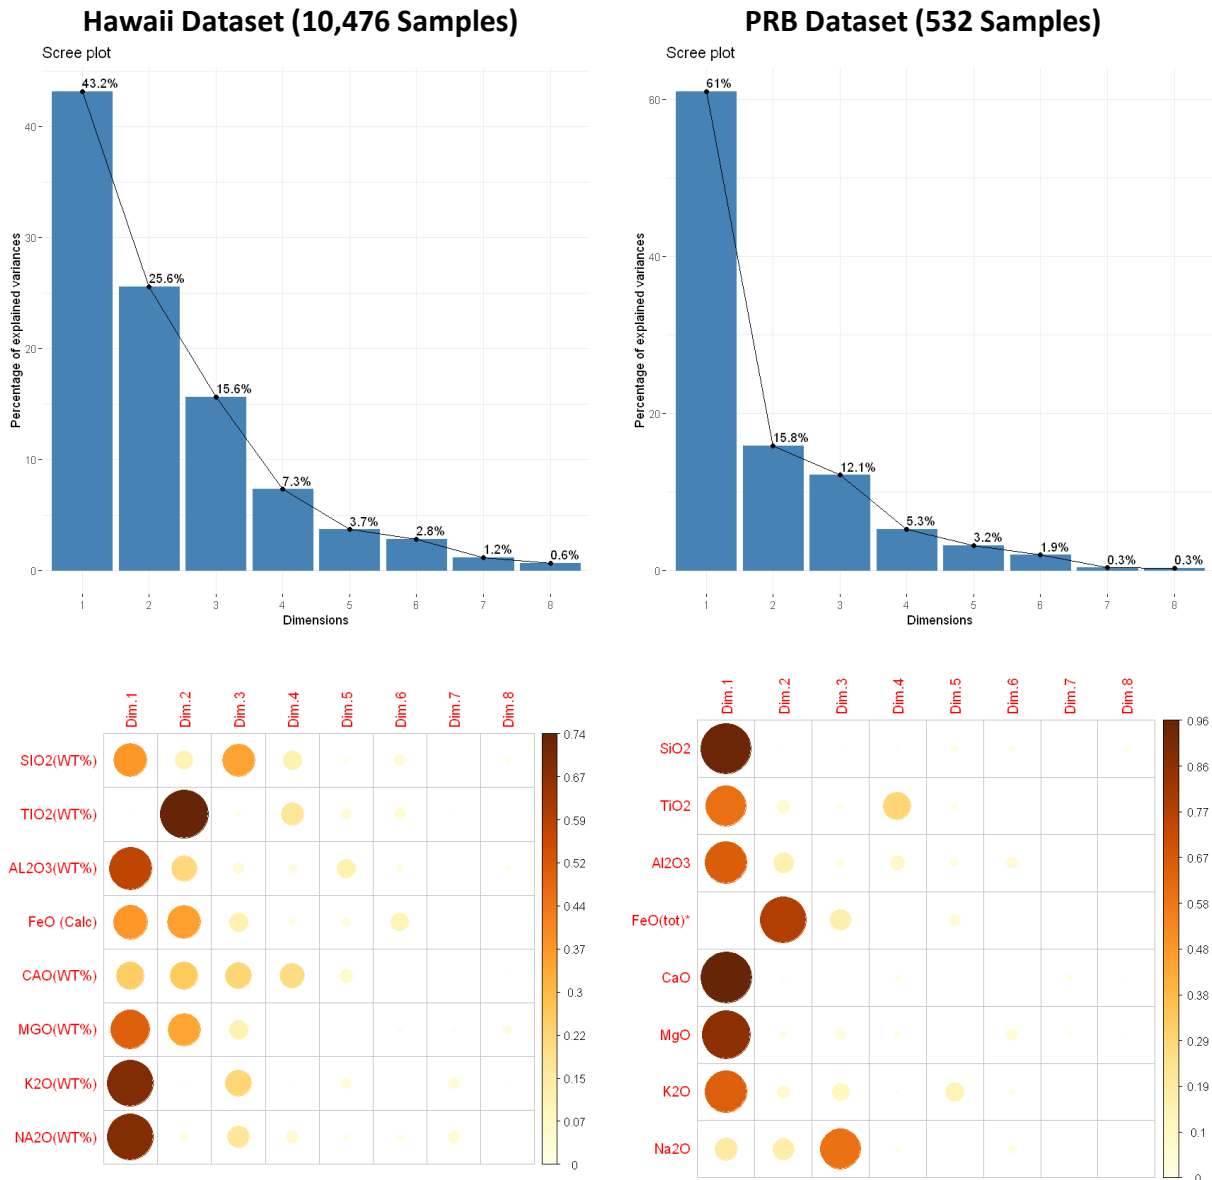 Hawaii Dataset (10,476 Samples)
Scree plot
Percentage of explained variances
40
30
20
10
0
43.2%
25.6%
15.6%
7.3%
3.7%
2.8%
1.2%
0.6%
1 2 3 4 5 6 7 8
Dimensions
PRB Dataset (532 Samples)
Scree plot
Percentage of explained variances
60
40
20
0
61%
15.8%
12.1%
5.3%
3.2%
1.9%
0.3%
0.3%
1 2 3 4 5 6 7 8
Dimensions
Dim.1 Dim.2 Dim.3 Dim.4 Dim.5 Dim.6 Dim.7 Dim.8
SIO2(WT%)
TIO2(WT%)
AL2O3(WT%)
FeO (Calc)
CAO(WT%)
MGO(WT%)
K2O(WT%)
NA2O(WT%)
0.74
0.67
0.59
0.52
0.44
0.37
0.3
0.22
0.15
0.07
0
Dim.1 Dim.2 Dim.3 Dim.4 Dim.5 Dim.6 Dim.7 Dim.8
SiO2
TiO2
Al2O3
FeO(tot)*
CaO
MgO
K2O
Na2O
0.96
0.86
0.77
0.67
0.58
0.48
0.38
0.29
0.19
0.1
0